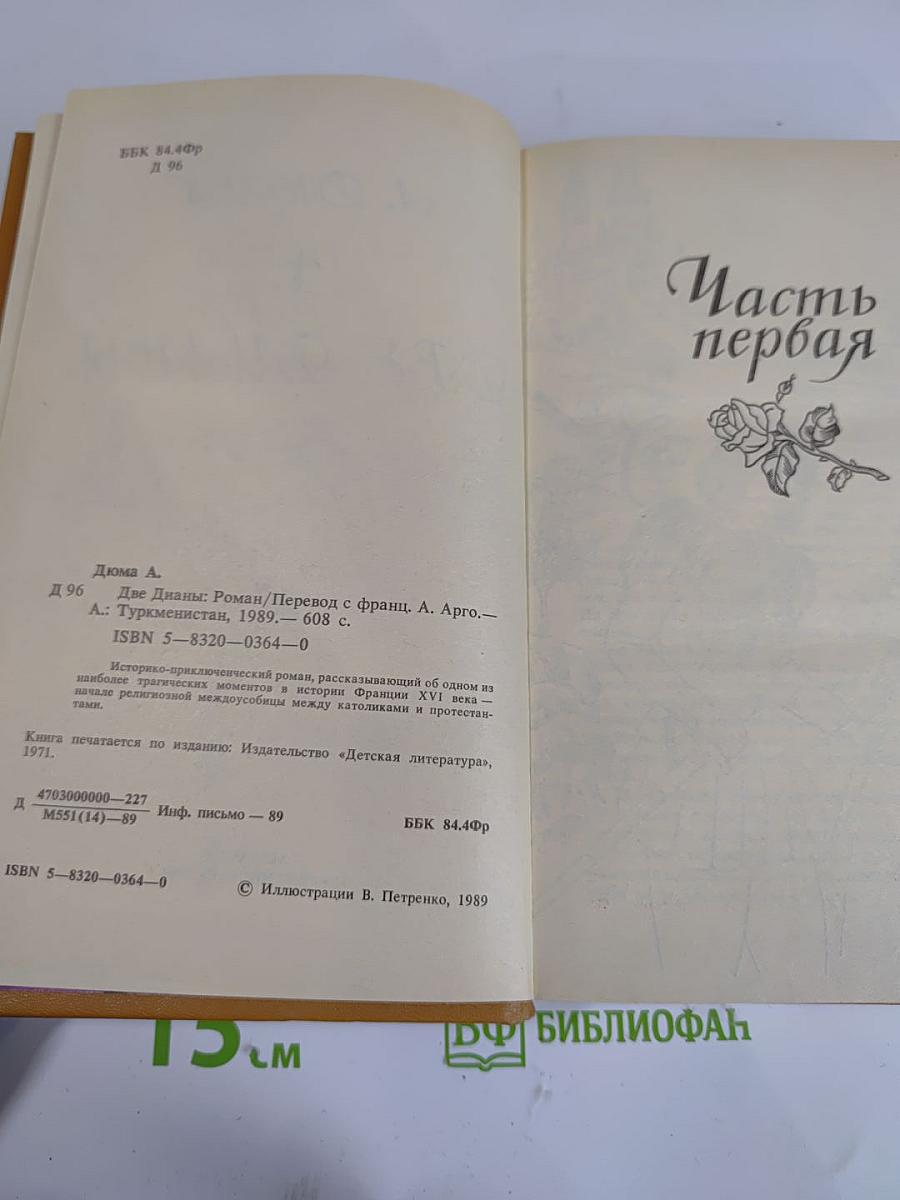 ББК 84.4Фр
Д 96
Дюма А.
Д 96 Две Дианы: Роман/Перевод с франц. А. Арго.—
А.: Туркменистан, 1989.— 608 с.
ISBN 5—8320—0364—0
Историко-приключенческий роман, рассказывающий об одном из
наиболее трагических моментов в истории Франции XVI века —
начале религиозной междоусобицы между католиками и протестан-
тами.
Книга печатается по изданию: Издательство «Детская литература»,
1971.
Д 4703000000—227
М551(14)—89 Инф. письмо — 89
ББК 84.4Фр
ISBN 5—8320—0364—0
© Иллюстрации В. Петренко, 1989
Часть
первая
15 см
БФ БИБЛИОФАН